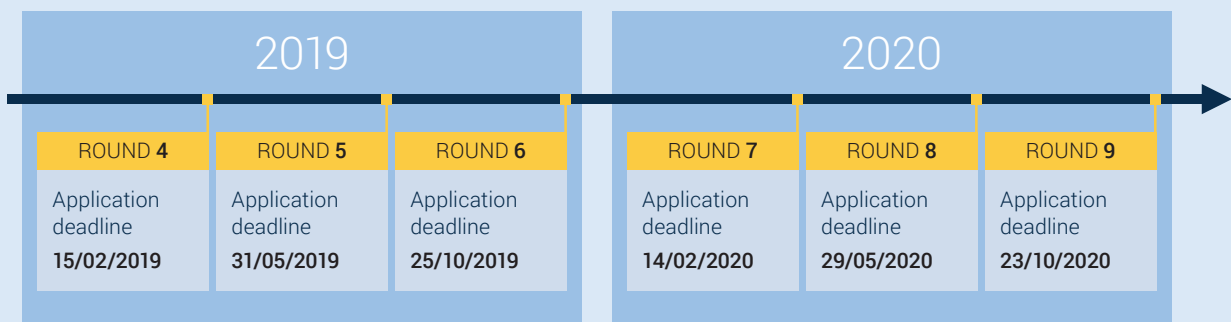 2019
2020
ROUND 4
Application
deadline
15/02/2019
ROUND 5
Application
deadline
31/05/2019
ROUND 6
Application
deadline
25/10/2019
ROUND 7
Application
deadline
14/02/2020
ROUND 8
Application
deadline
29/05/2020
ROUND 9
Application
deadline
23/10/2020